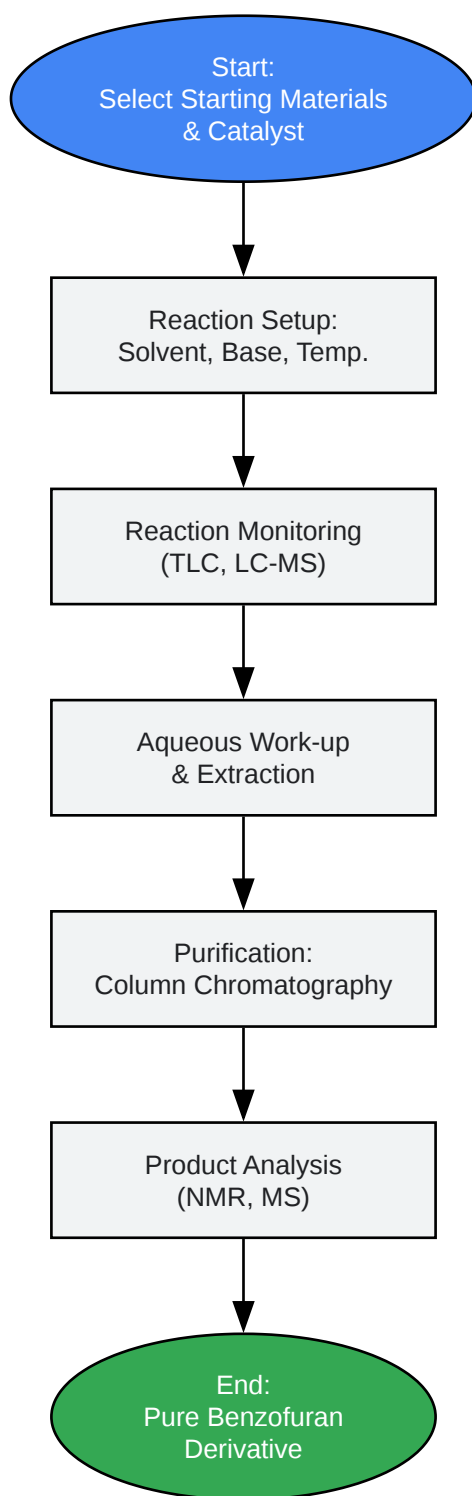 Start:
Select Starting Materials
& Catalyst
Reaction Setup:
Solvent, Base, Temp.
Reaction Monitoring
(TLC, LC-MS)
Aqueous Work-up
& Extraction
Purification:
Column Chromatography
Product Analysis
(NMR, MS)
End:
Pure Benzofuran
Derivative